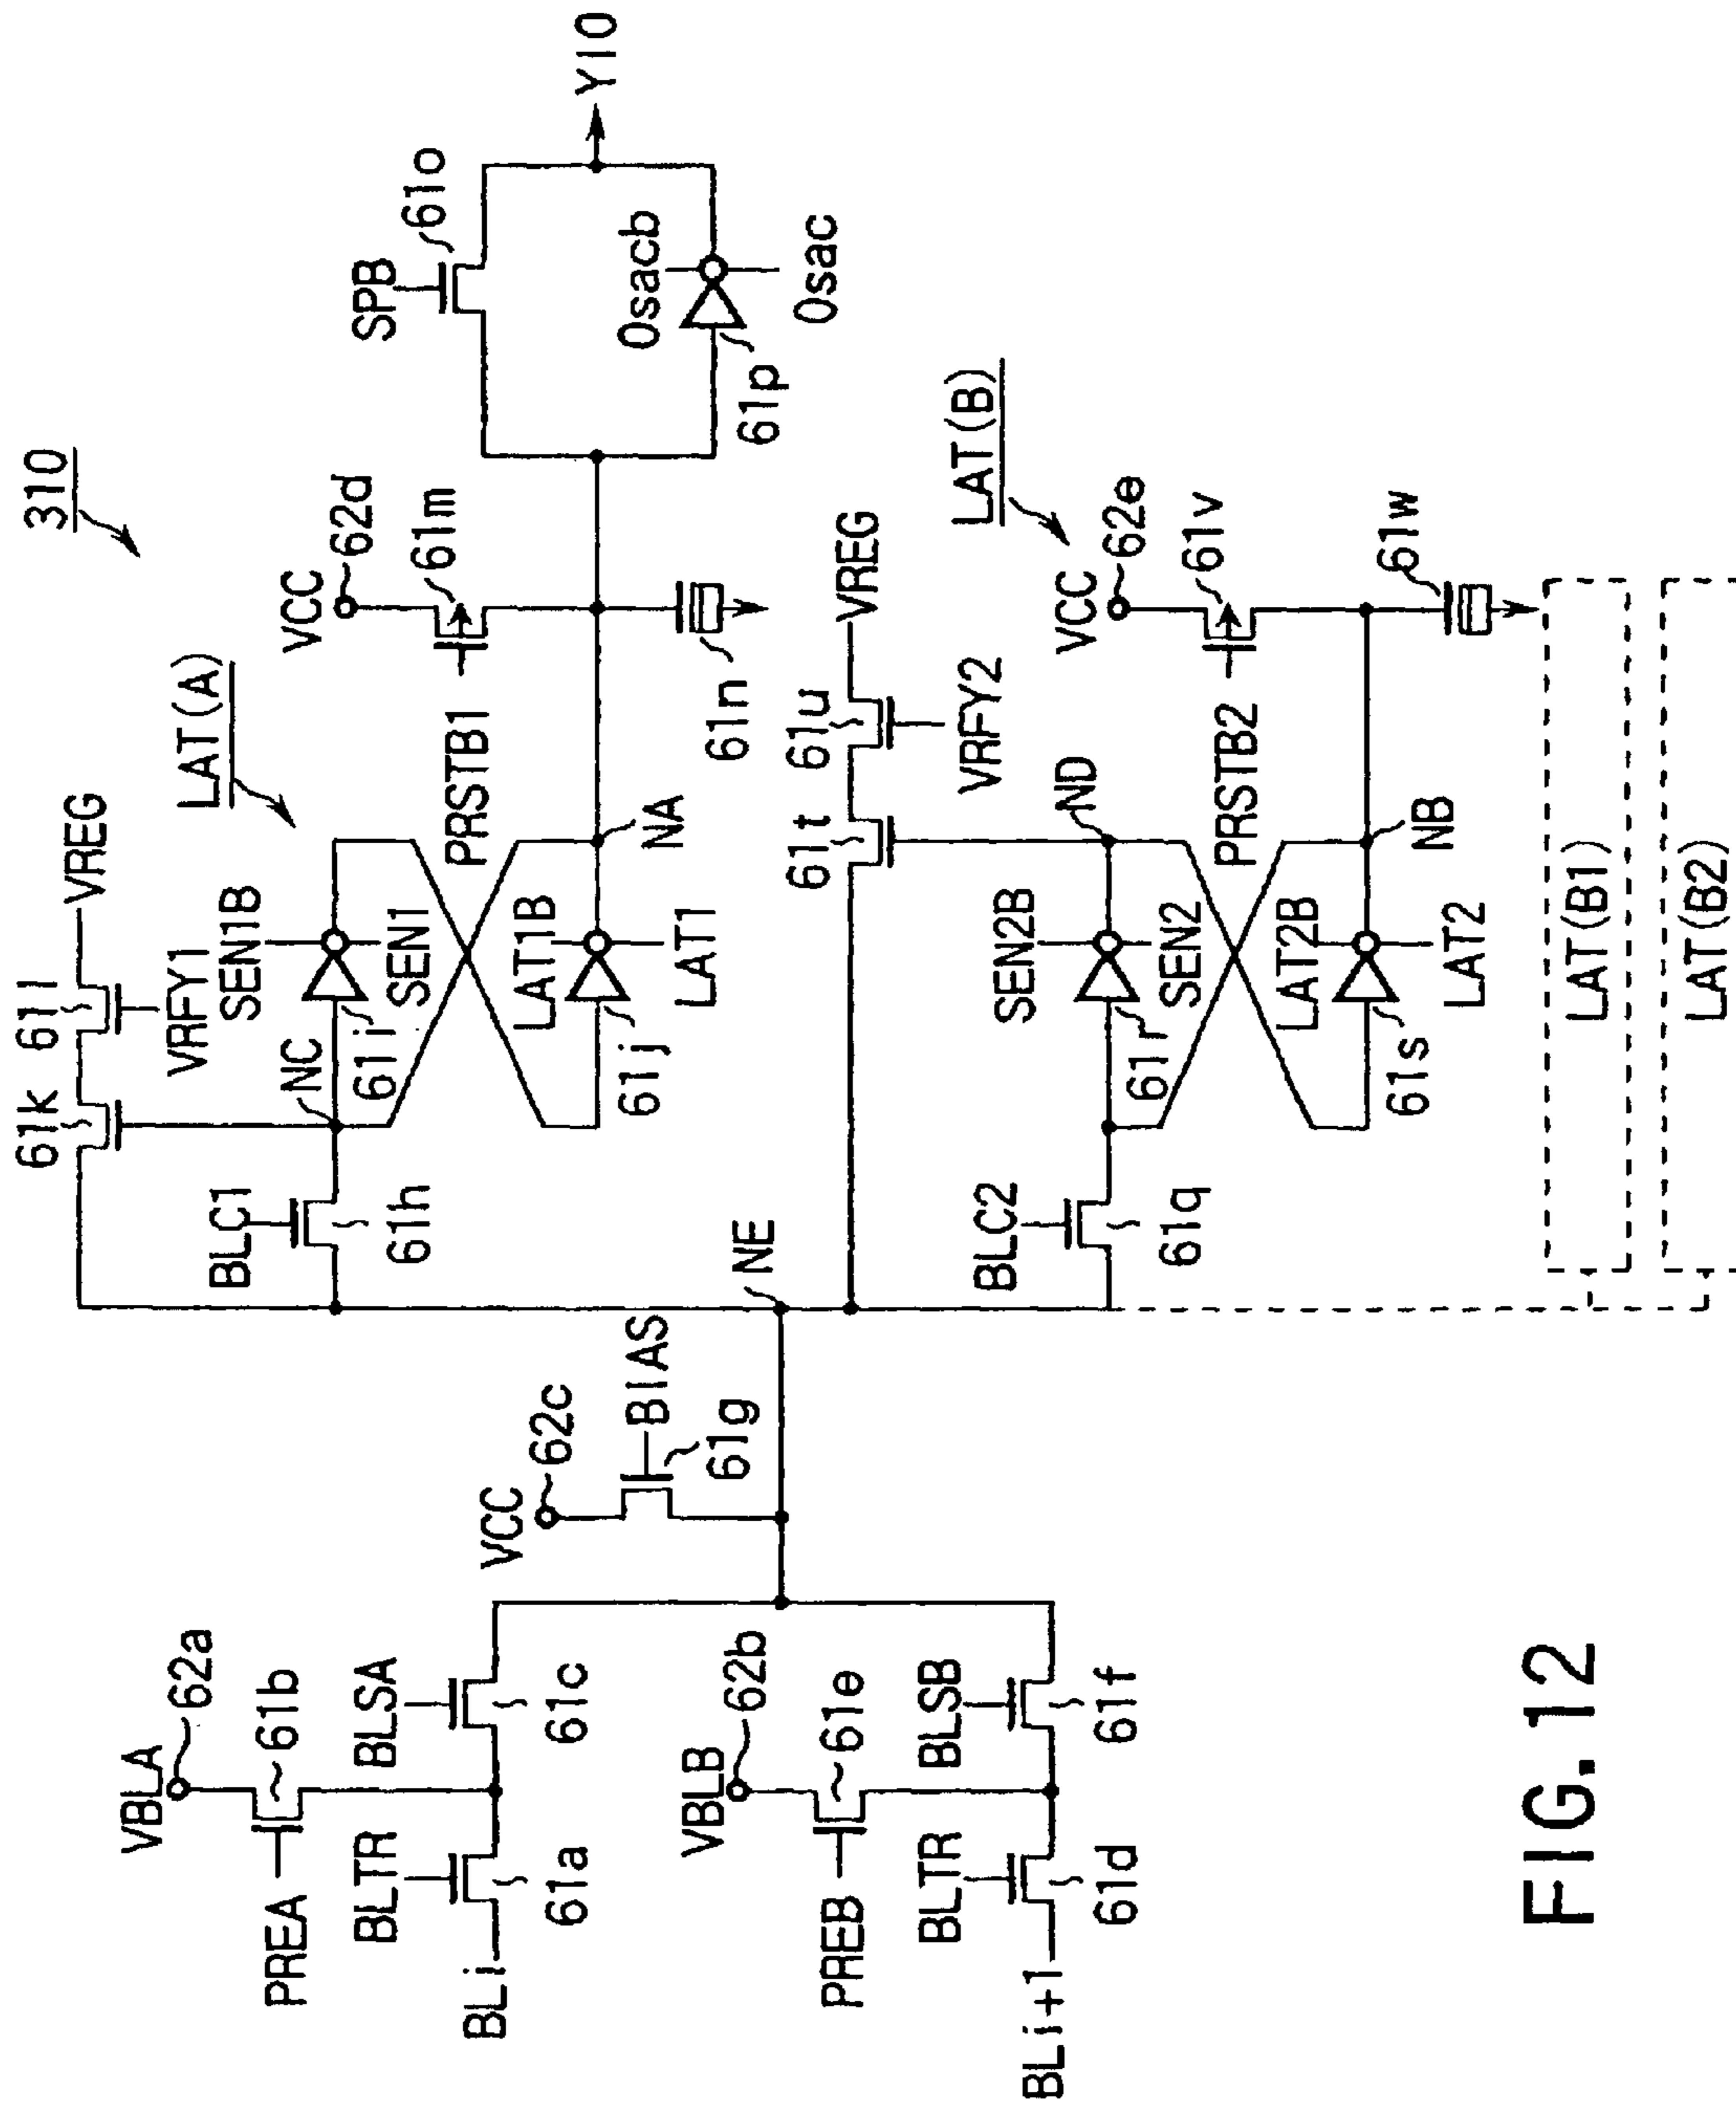 310
VREG
61k
61l
VRFY1
LAT(A)
NC
SEN1B
SEN1
61i
BLC1
61h
LAT1B
LAT1
61j
PRSTB1
NA
VCC
62d
61m
61n
SPB
61o
Osacb
Osac
61p
YIO
VBLA
62a
PREA
61b
BLTR
BLSA
61a
61c
BLi
VCC
62c
BIAS
61g
NE
VBLB
62b
PREB
61e
BLTR
BLSB
61d
61f
BLi+1
VREG
61t
61u
VRFY2
LAT(B)
ND
SEN2B
SEN2
61r
BLC2
61q
LAT2B
LAT2
61s
PRSTB2
NB
VCC
62e
61v
61w
LAT(B1)
LAT(B2)
FIG.12